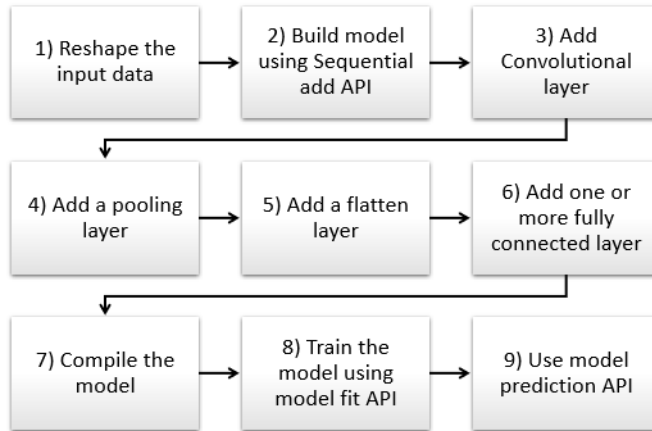 1) Reshape the
input data
2) Build model
using Sequential
add API
3) Add
Convolutional
layer
4) Add a pooling
layer
5) Add a flatten
layer
6) Add one or
more fully
connected layer
7) Compile the
model
8) Train the
model using
model fit API
9) Use model
prediction API